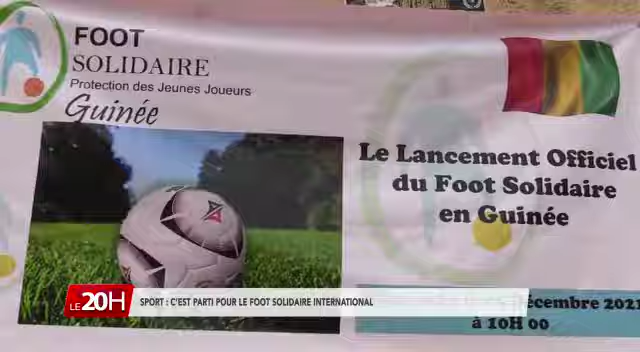 FOOT
SOLIDAIRE
Protection des Jeunes Joueurs
Guinée
Le Lancement Officiel
du Foot Solidaire
en Guinée
écembre 2021
à 10H 00
LE 20H
SPORT : C'EST PARTI POUR LE FOOT SOLIDAIRE INTERNATIONAL